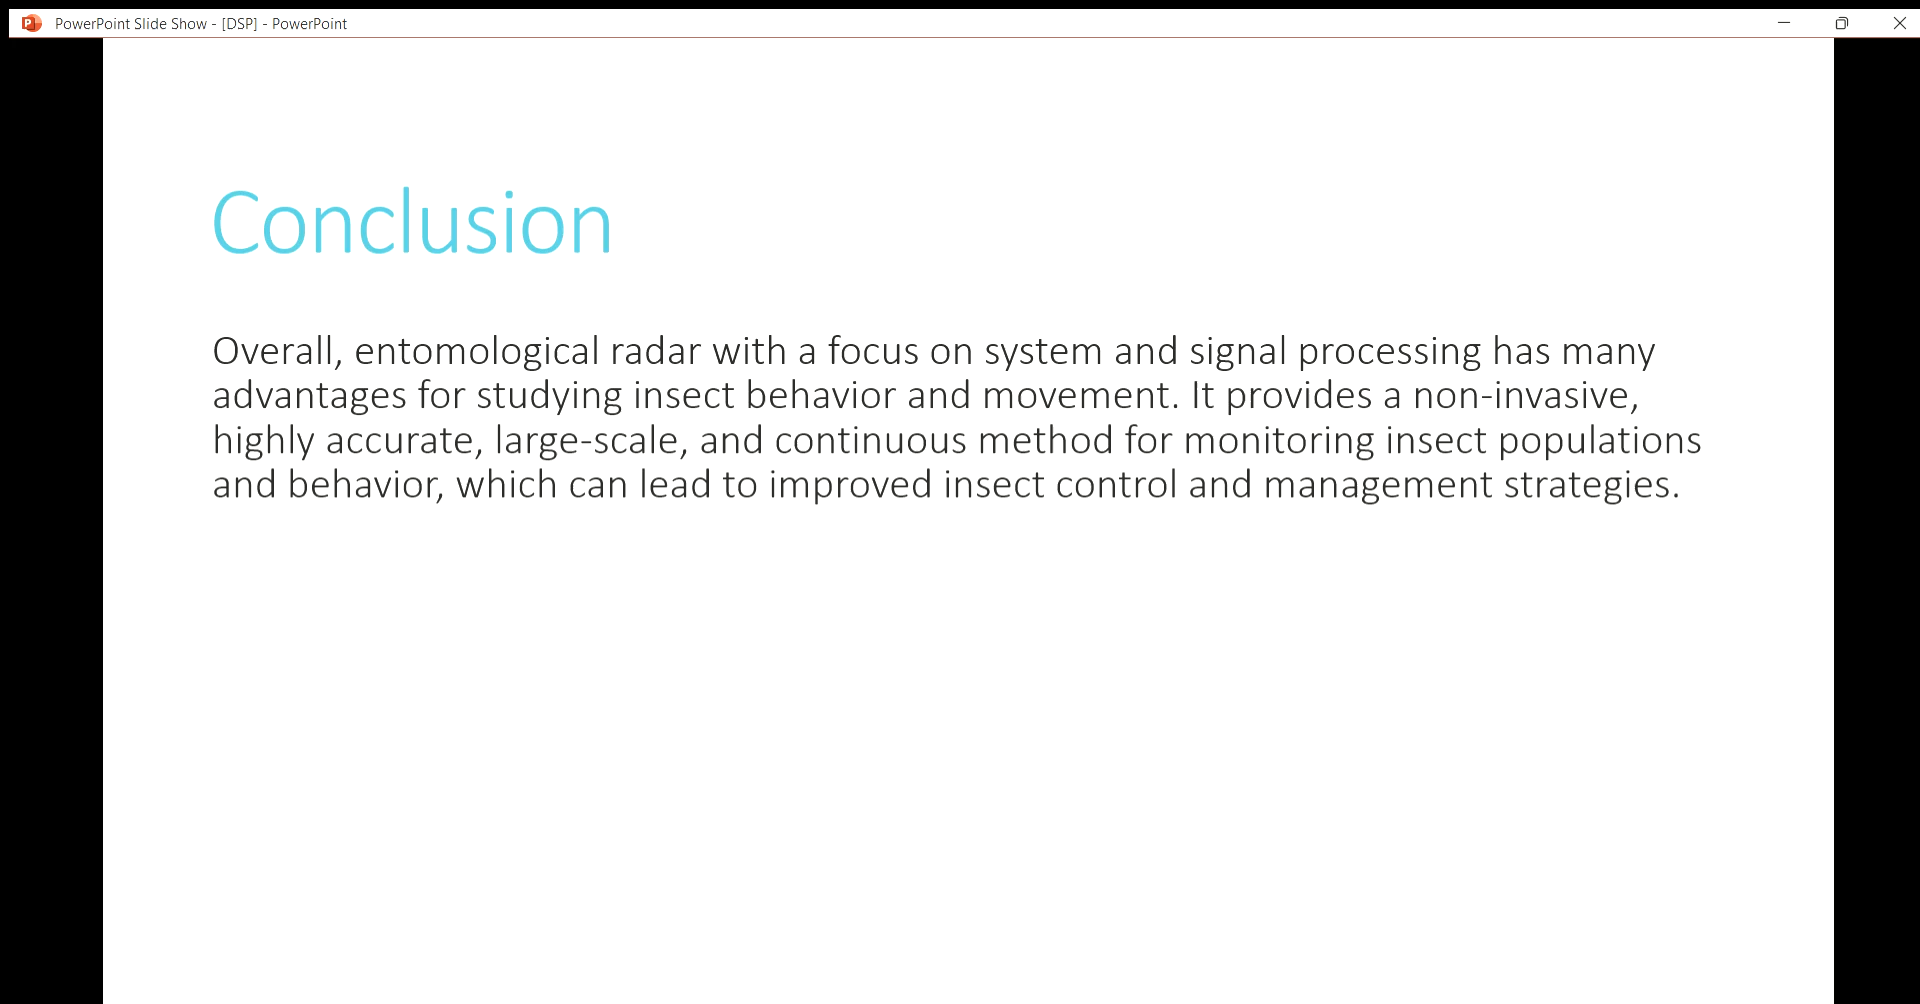 PowerPoint Slide Show - [DSP] - PowerPoint
Conclusion
Overall, entomological radar with a focus on system and signal processing has many
advantages for studying insect behavior and movement. It provides a non-invasive,
highly accurate, large-scale, and continuous method for monitoring insect populations
and behavior, which can lead to improved insect control and management strategies.